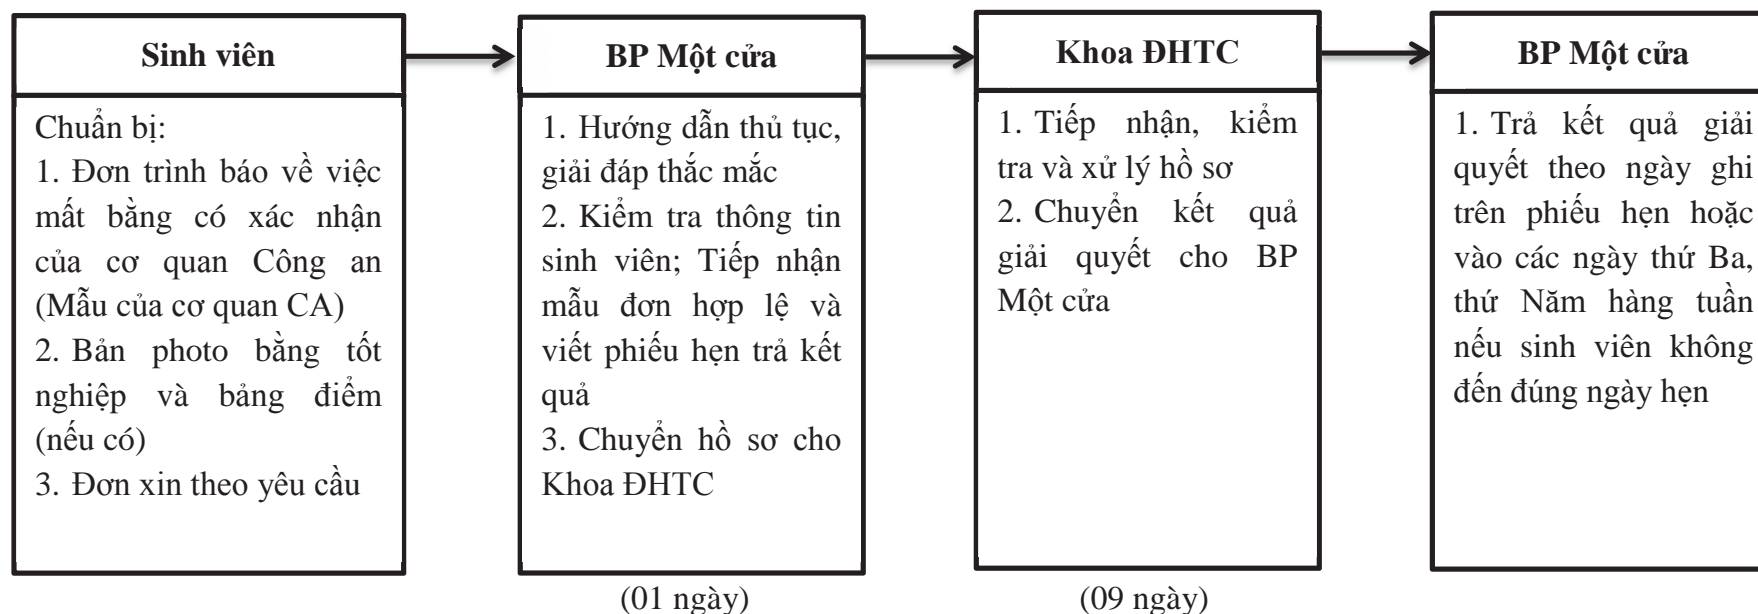 Sinh viên
Chuẩn bị:
1. Đơn trình báo về việc
mất bằng có xác nhận
của cơ quan Công an
(Mẫu của cơ quan CA)
2. Bản photo bằng tốt
nghiệp và bảng điểm
(nếu có)
3. Đơn xin theo yêu cầu
BP Một cửa
1. Hướng dẫn thủ tục,
giải đáp thắc mắc
2. Kiểm tra thông tin
sinh viên; Tiếp nhận
mẫu đơn hợp lệ và
viết phiếu hẹn trả kết
quả
3. Chuyển hồ sơ cho
Khoa ĐHTC
(01 ngày)
Khoa ĐHTC
1. Tiếp nhận, kiểm
tra và xử lý hồ sơ
2. Chuyển kết quả
giải quyết cho BP
Một cửa
(09 ngày)
BP Một cửa
1. Trả kết quả giải
quyết theo ngày ghi
trên phiếu hẹn hoặc
vào các ngày thứ Ba,
thứ Năm hàng tuần
nếu sinh viên không
đến đúng ngày hẹn